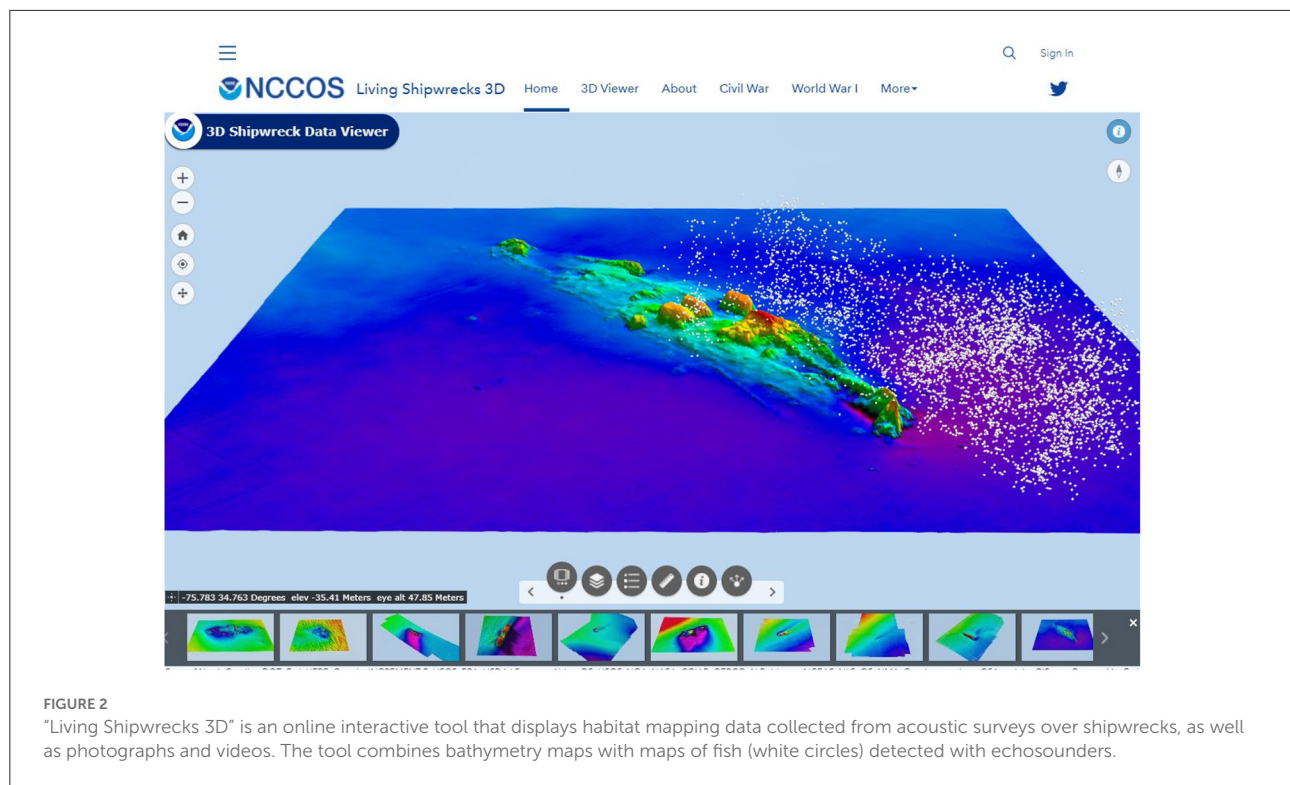 Sign In
NCCOS Living Shipwrecks 3D Home 3D Viewer About Civil War World War I More
3D Shipwreck Data Viewer
-75.783 34.763 Degrees elev -35.41 Meters eye alt 47.85 Meters
FIGURE 2
"Living Shipwrecks 3D" is an online interactive tool that displays habitat mapping data collected from acoustic surveys over shipwrecks, as well
as photographs and videos. The tool combines bathymetry maps with maps of fish (white circles) detected with echosounders.